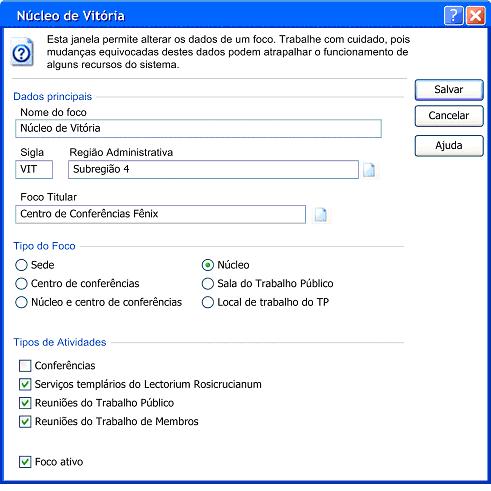 Núcleo de Vitória
?
Esta janela permite alterar os dados de um foco. Trabalhe com cuidado, pois
mudanças equivocadas destes dados podem atrapalhar o funcionamento de
alguns recursos do sistema.
Salvar
Cancelar
Ajuda
Dados principais
Nome do foco
Núcleo de Vitória
Sigla Região Administrativa
VIT Subregião 4
Foco Titular
Centro de Conferências Fênix
Tipo do Foco
Sede Núcleo
Centro de conferências Sala do Trabalho Público
Núcleo e centro de conferências Local de trabalho do TP
Tipos de Atividades
Conferências
Serviços templários do Lectorium Rosicrucianum
Reuniões do Trabalho Público
Reuniões do Trabalho de Membros
Foco ativo